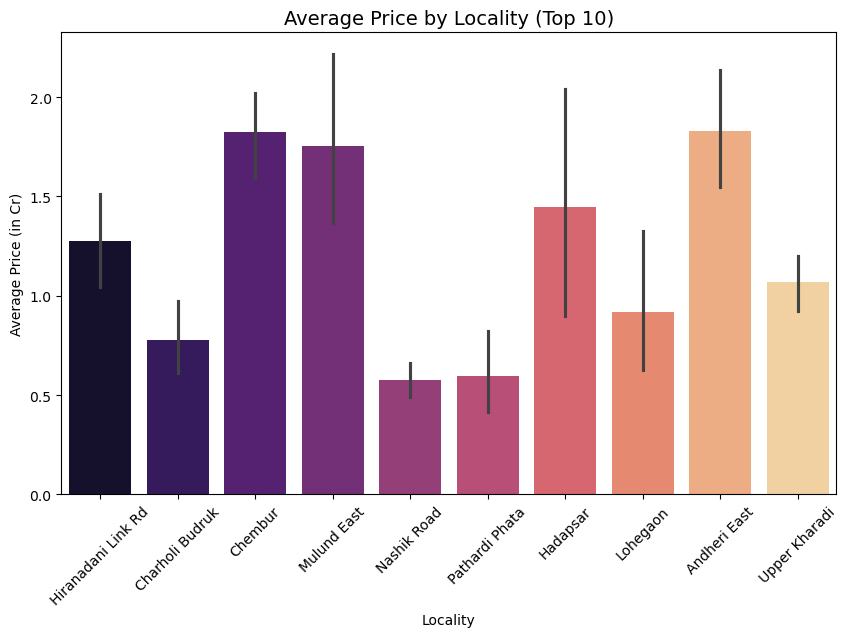 Average Price by Locality (Top 10)
Average Price (in Cr)
2.0
1.5
1.0
0.5
0.0
Hiranadani Link Rd
Charholi Budruk
Chembur
Mulund East
Nashik Road
Pathardi Phata
Hadapsar
Lohegaon
Andheri East
Upper Kharadi
Locality